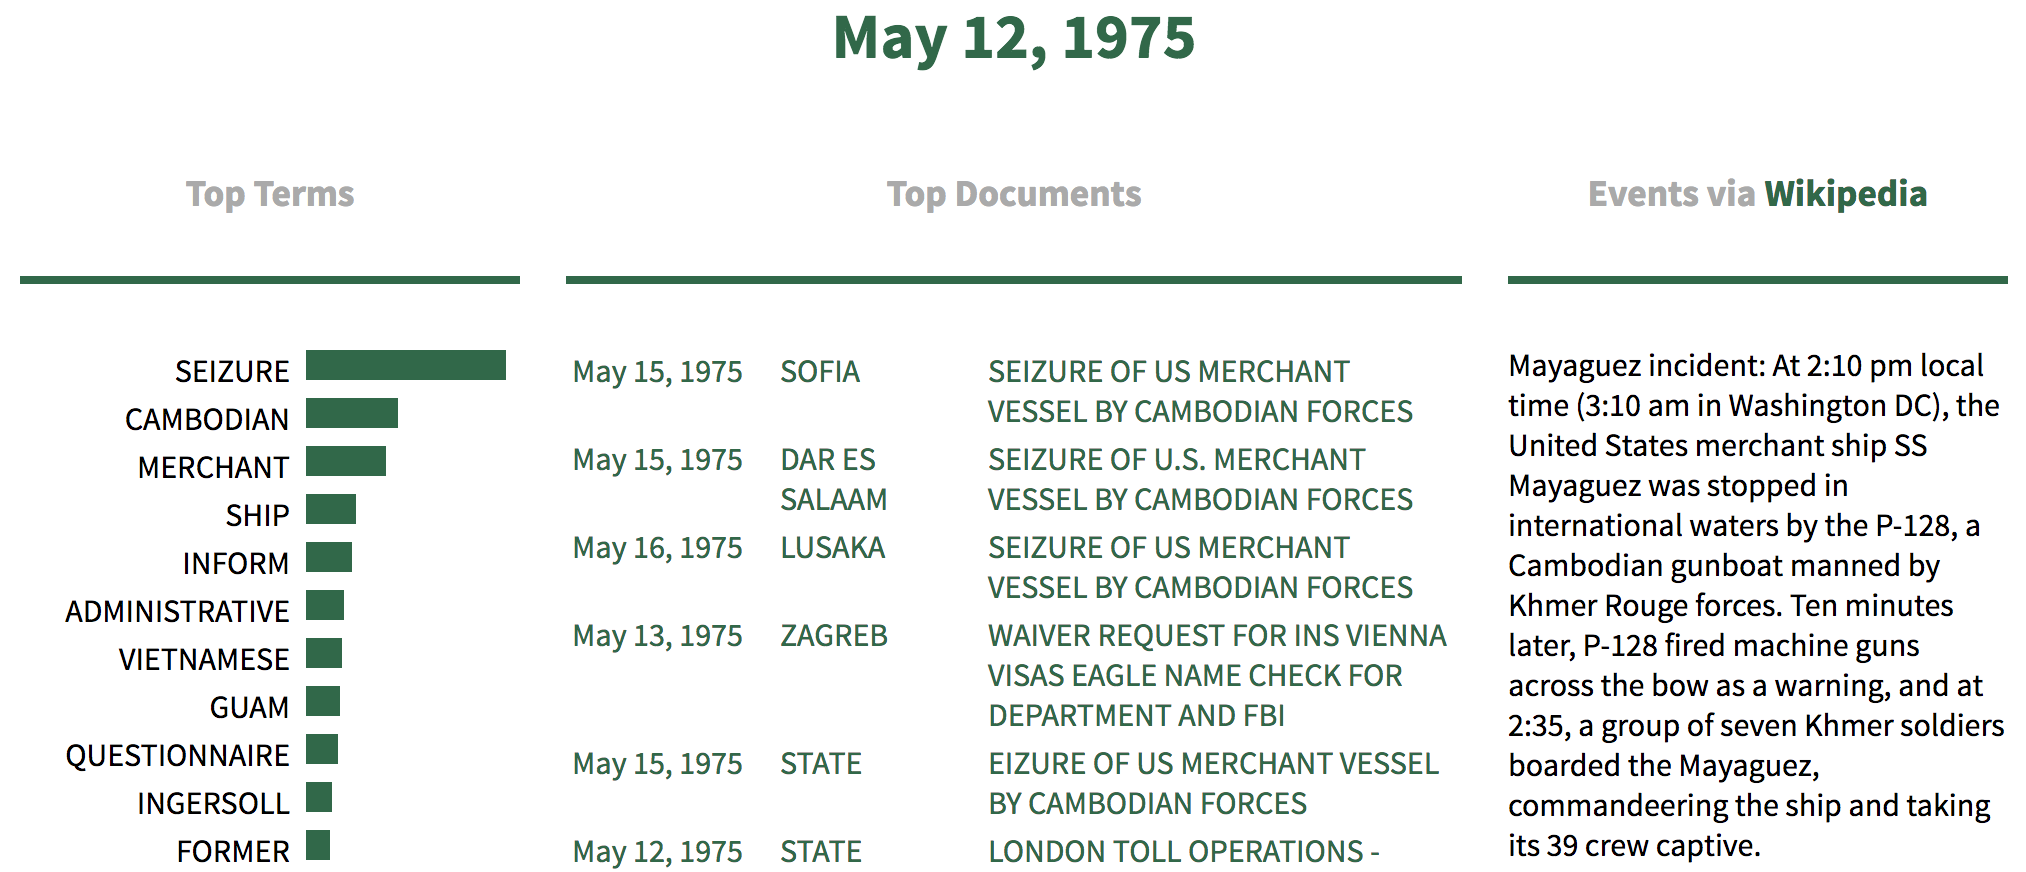 May 12, 1975
Top Terms
SEIZURE
CAMBODIAN
MERCHANT
SHIP
INFORM
ADMINISTRATIVE
VIETNAMESE
GUAM
QUESTIONNAIRE
INGERSOLL
FORMER
Top Documents
May 15, 1975 SOFIA SEIZURE OF US MERCHANT
VESSEL BY CAMBODIAN FORCES
May 15, 1975 DAR ES SEIZURE OF U.S. MERCHANT
SALAAM VESSEL BY CAMBODIAN FORCES
May 16, 1975 LUSAKA SEIZURE OF US MERCHANT
VESSEL BY CAMBODIAN FORCES
May 13, 1975 ZAGREB WAIVER REQUEST FOR INS VIENNA
VISAS EAGLE NAME CHECK FOR
DEPARTMENT AND FBI
May 15, 1975 STATE EIZURE OF US MERCHANT VESSEL
BY CAMBODIAN FORCES
May 12, 1975 STATE LONDON TOLL OPERATIONS -
Events via Wikipedia
Mayaguez incident: At 2:10 pm local
time (3:10 am in Washington DC), the
United States merchant ship SS
Mayaguez was stopped in
international waters by the P-128, a
Cambodian gunboat manned by
Khmer Rouge forces. Ten minutes
later, P-128 fired machine guns
across the bow as a warning, and at
2:35, a group of seven Khmer soldiers
boarded the Mayaguez,
commandeering the ship and taking
its 39 crew captive.